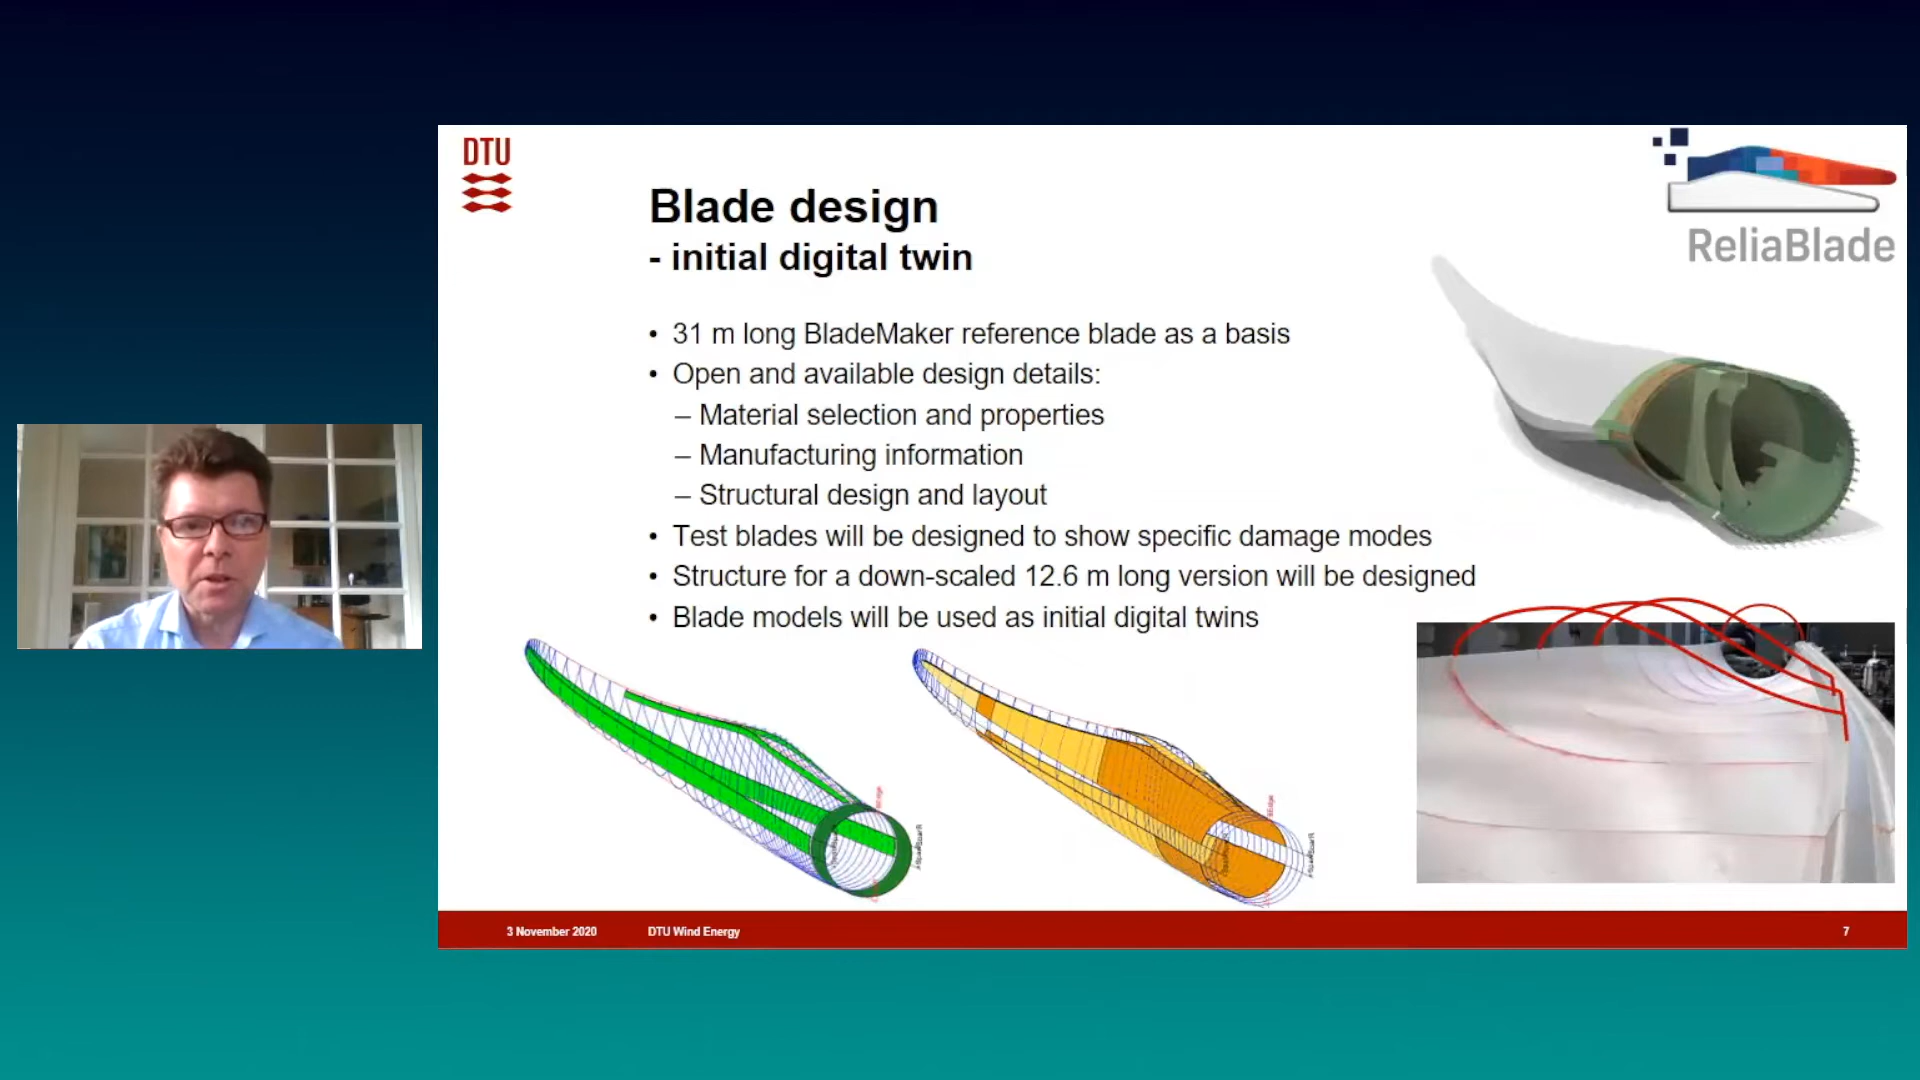 DTU
ReliaBlade
Blade design
- initial digital twin
• 31 m long BladeMaker reference blade as a basis
• Open and available design details:
– Material selection and properties
– Manufacturing information
– Structural design and layout
• Test blades will be designed to show specific damage modes
• Structure for a down-scaled 12.6 m long version will be designed
• Blade models will be used as initial digital twins
3 November 2020
DTU Wind Energy
7